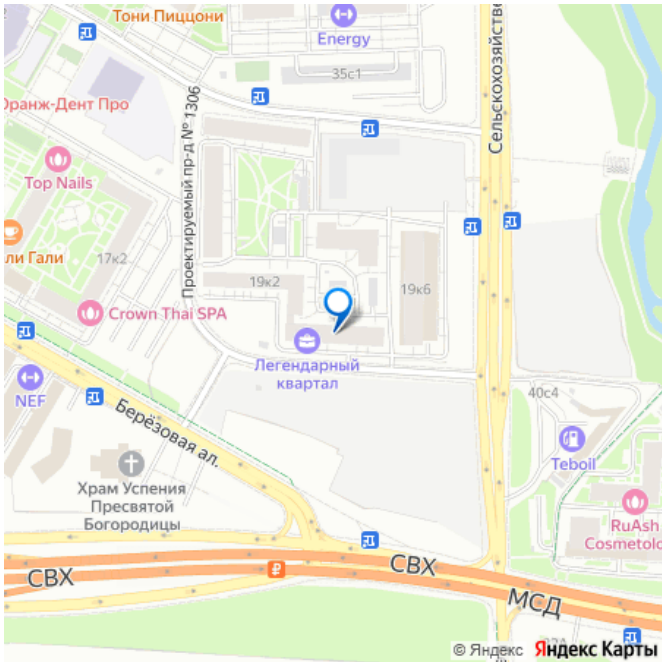 Тони Пиццони
Energy
35с1
Оранж-Дент Про
Проектируемый пр-д № 1306
Сельскохозяйстве
Top Nails
ли Гали
17к2
19к2
19к6
Crown Thai SPA
Легендарный
квартал
NEF
40с4
Берёзовая ал.
Teboil
Храм Успения
Пресвятой
Богородицы
RuAsh
Cosmetolo
СВХ
СВХ
МСД
© Яндекс Яндекс Карты